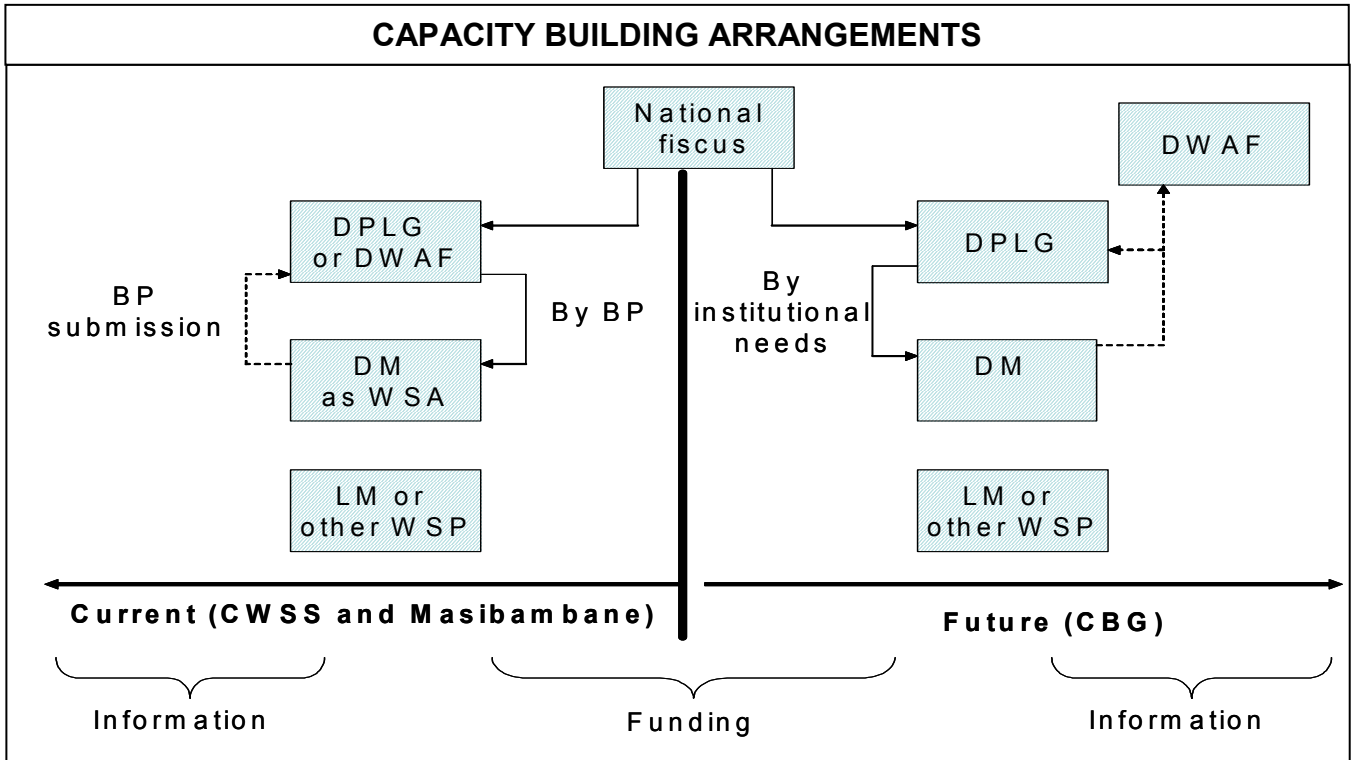 CAPACITY BUILDING ARRANGEMENTS
National
fiscus
DWAF
DPLG
or DWAF
DPLG
BP
submission
By BP
By
institutional
needs
DM
as WSA
DM
LM or
other WSP
LM or
other WSP
Current (CWSS and Masibambane)
Future (CBG)
Information
Funding
Information